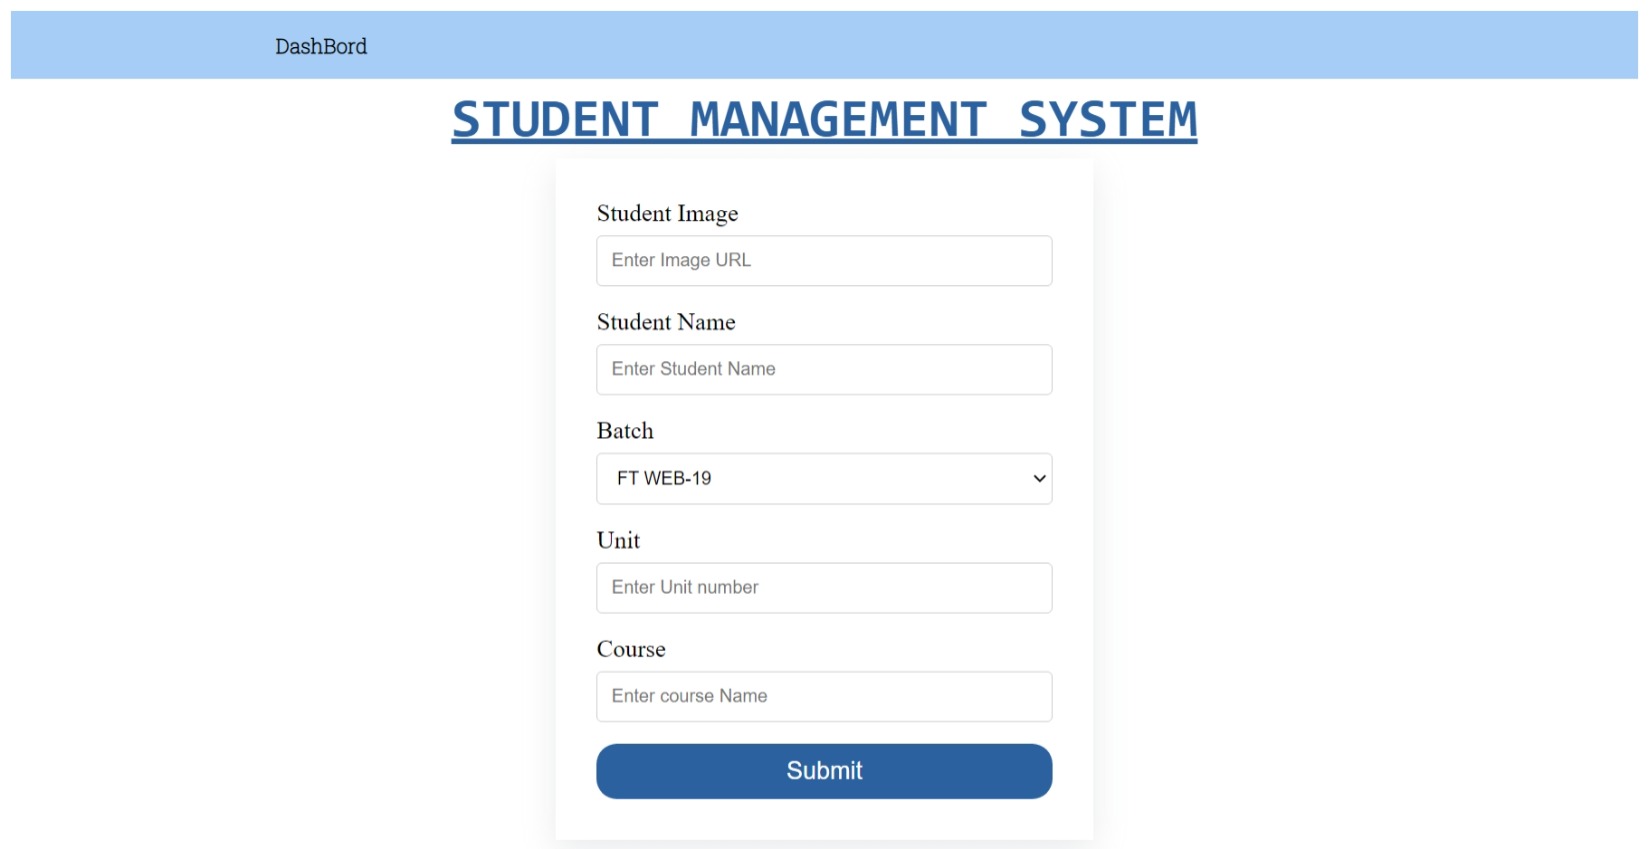 DashBord
STUDENT MANAGEMENT SYSTEM
Student Image
Enter Image URL
Student Name
Enter Student Name
Batch
FT WEB-19
Unit
Enter Unit number
Course
Enter course Name
Submit